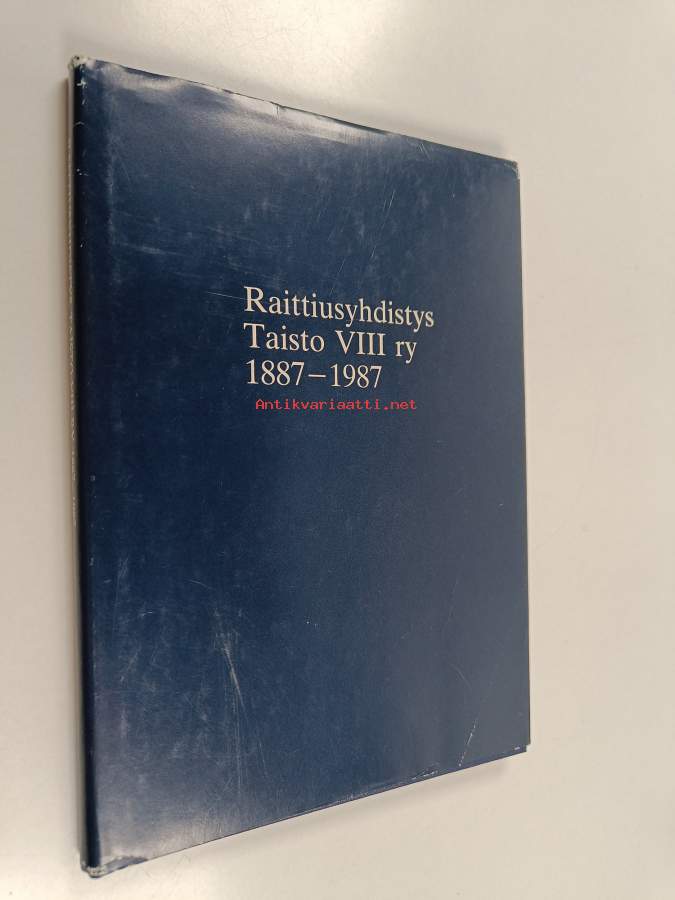 Raittiusyhdistys
Taisto VIII ry
1887–1987
Antikvariaatti.net